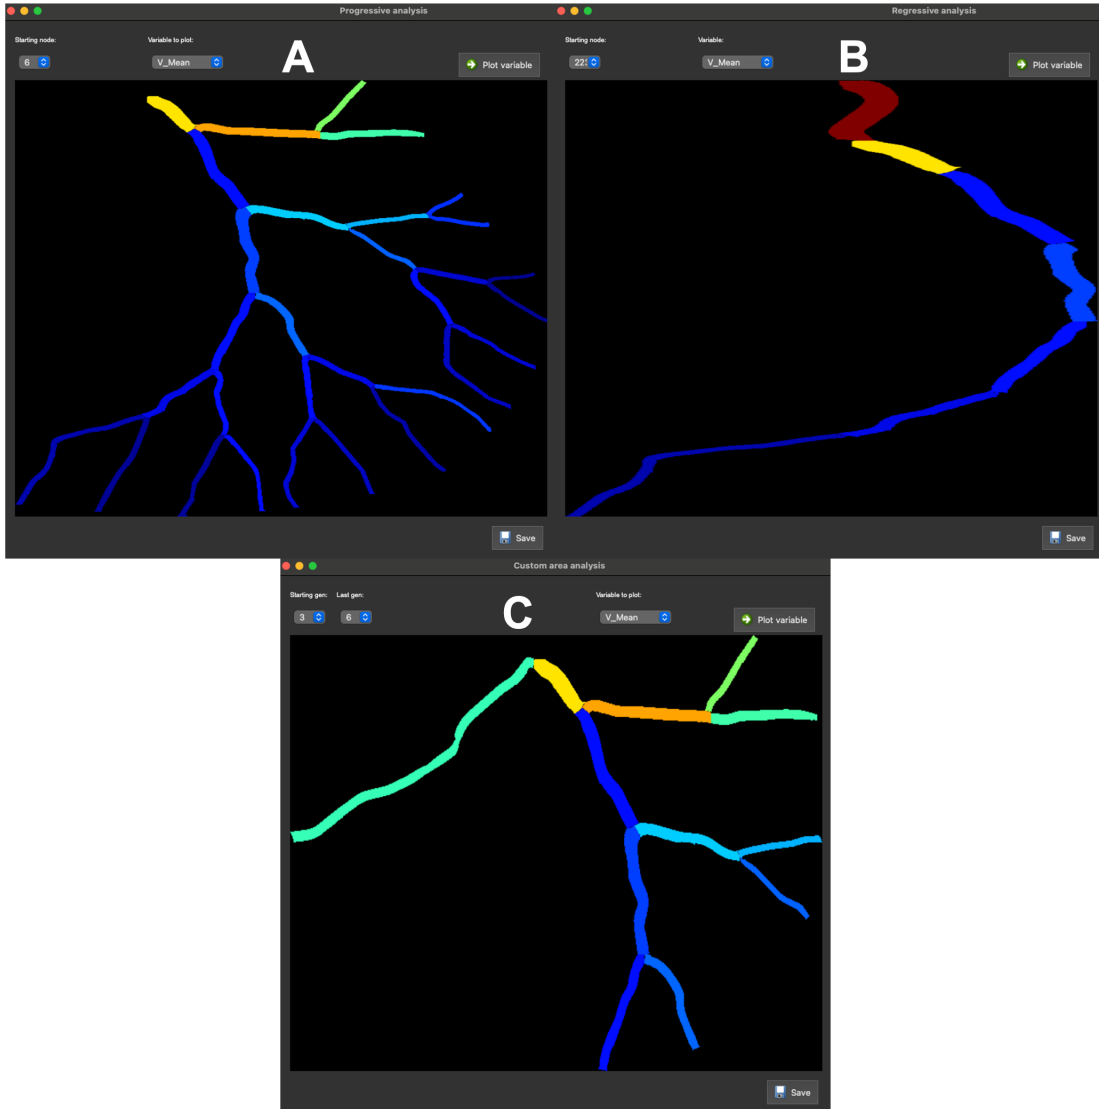 Progressive analysis
Starting node:
Variable to plot:
6
V_Mean
A
Plot variable
Save
Regressive analysis
Starting node:
Variable:
V_Mean
B
Plot variable
Save
Custom area analysis
Starting gen:
Last gen:
Variable to plot:
3
6
V_Mean
C
Plot variable
Save